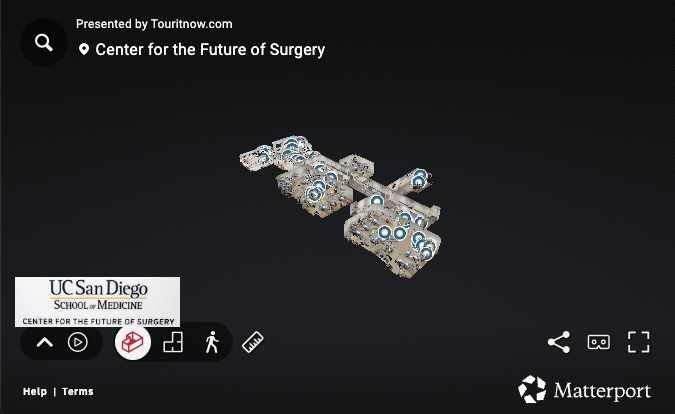 Presented by Touritnow.com
Center for the Future of Surgery
UC San Diego
SCHOOL OF MEDICINE
CENTER FOR THE FUTURE OF SURGERY
Help | Terms
Matterport